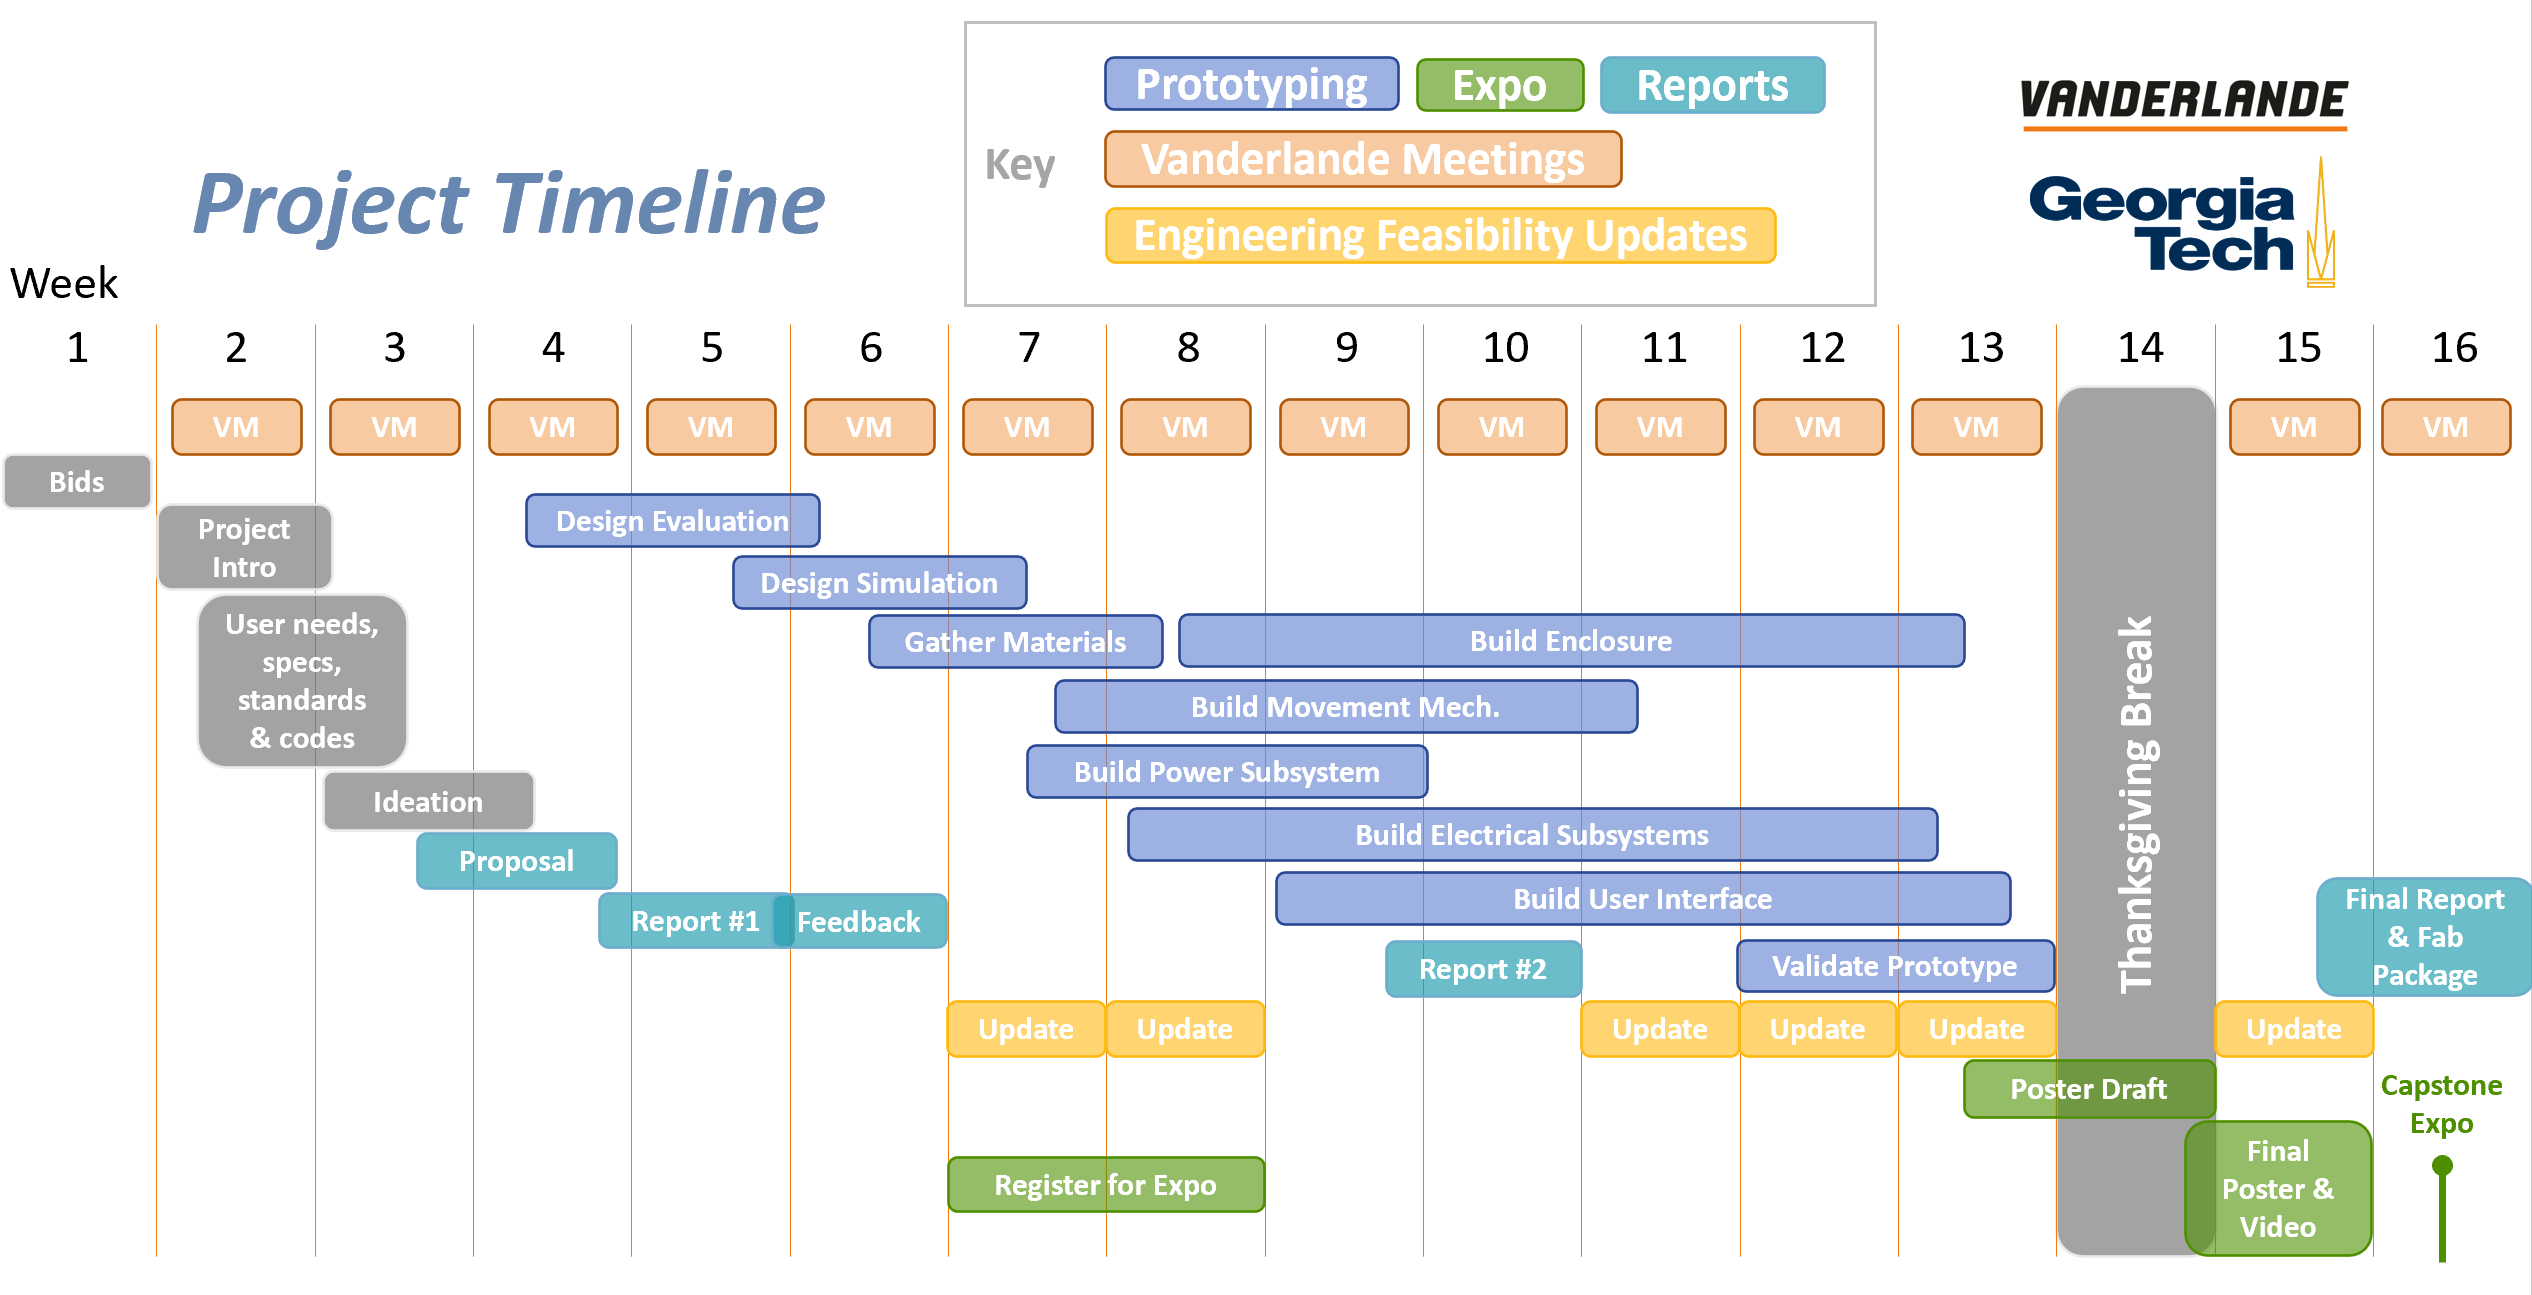 Prototyping Expo Reports
Key
Vanderlande Meetings
Engineering Feasibility Updates
VANDERLANDE
Georgia
Tech
Project Timeline
Week
1 2 3 4 5 6 7 8 9 10 11 12 13 14 15 16
VM VM VM VM VM VM VM VM VM VM VM VM VM VM
Bids
Project
Intro
User needs,
specs,
standards
& codes
Ideation
Proposal
Report #1 Feedback
Design Evaluation
Design Simulation
Gather Materials
Build Enclosure
Build Movement Mech.
Build Power Subsystem
Build Electrical Subsystems
Build User Interface
Report #2
Validate Prototype
Update Update Update Update Update Update
Register for Expo
Thanksgiving Break
Poster Draft
Final
Poster &
Video
Final Report
& Fab
Package
Capstone
Expo